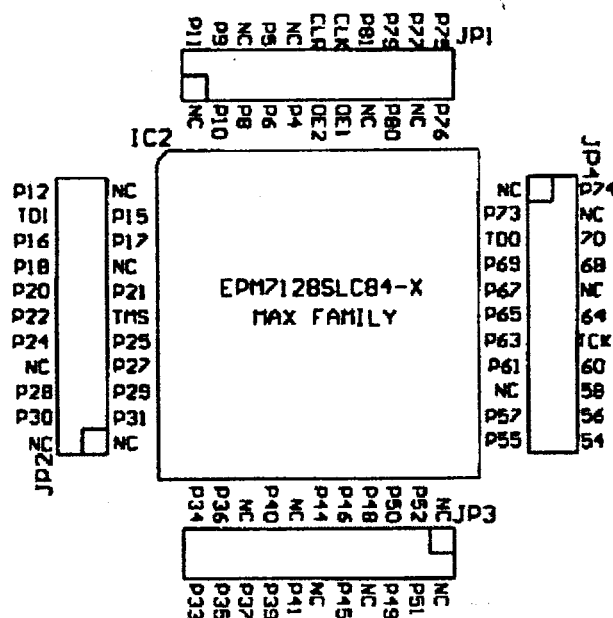 P11 P9 NC P5 NC CLR CLK P81 P79 P77 P75 JP1
NC P10 P8 P6 P4 OE2 OE1 NC P80 NC P76
IC2
JP4
P12 NC
TDI P15
P16 P17
P18 NC
P20 P21
P22 TMS
P24 P25
NC P27
P28 P29
P30 P31
NC NC
JP2
EPM7128SLC84-X
MAX FAMILY
NC P74
P73 NC
TDO 70
P69 68
P67 NC
P65 64
P63 TCK
P61 60
NC 58
P57 56
P55 54
P34 P36 NC P40 NC P44 P46 P48 P50 P52 NC JP3
P33 P35 P37 P39 P41 NC P45 NC P49 P51 NC